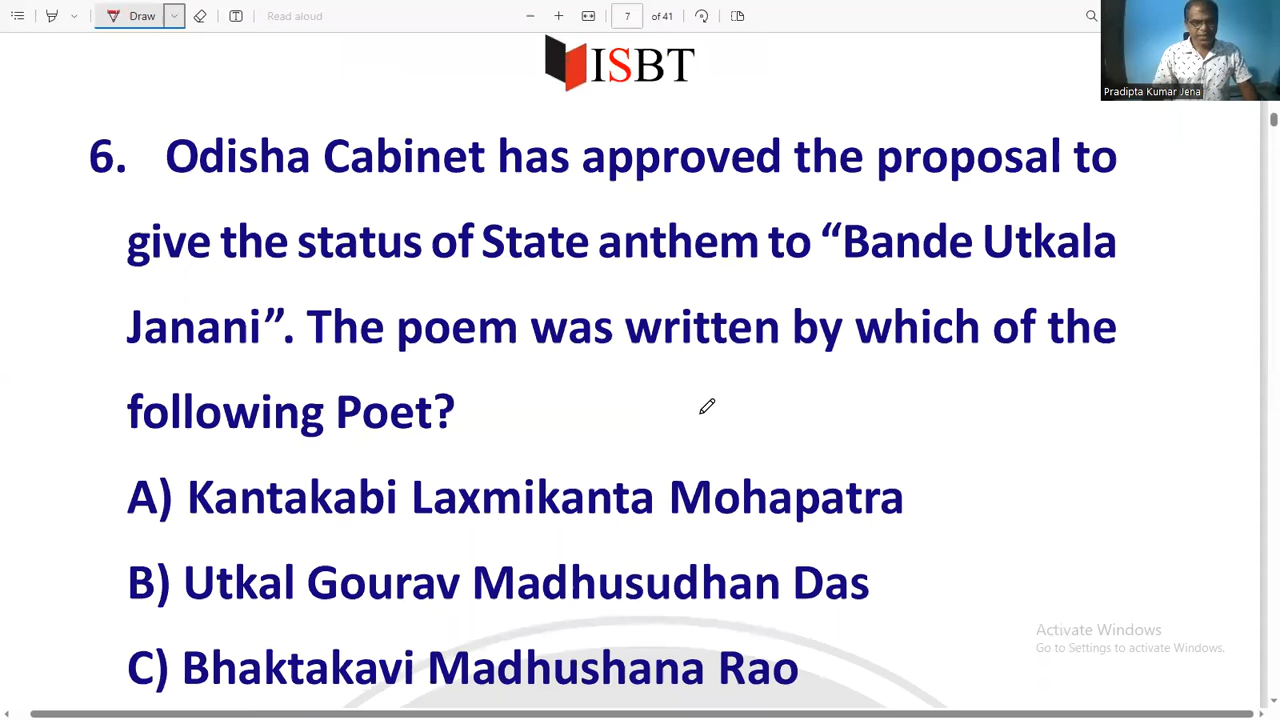 Draw
Read aloud
7 of 41
ISBT
Pradipta Kumar Jena
6. Odisha Cabinet has approved the proposal to
give the status of State anthem to “Bande Utkala
Janani”. The poem was written by which of the
following Poet?
A) Kantakabi Laxmikanta Mohapatra
B) Utkal Gourav Madhusudhan Das
C) Bhaktakavi Madhushana Rao
Activate Windows
Go to Settings to activate Windows.